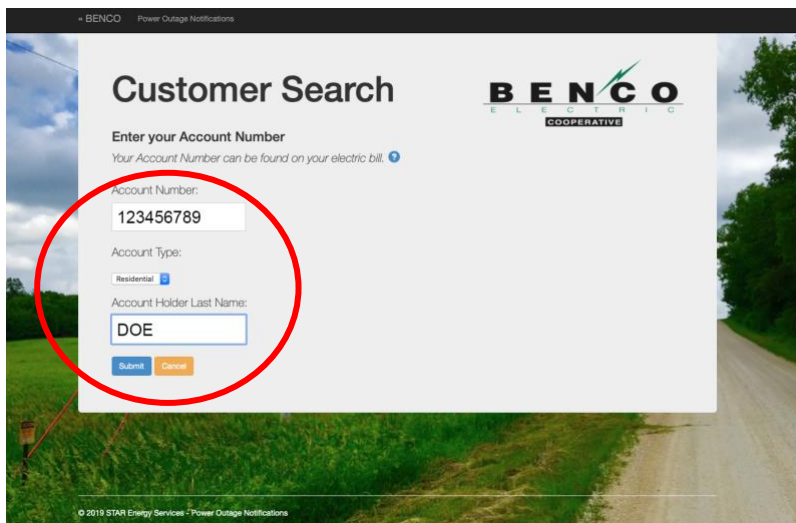 « BENCO Power Outage Notifications
Customer Search
BENCO
ELECTRIC
COOPERATIVE
Enter your Account Number
Your Account Number can be found on your electric bill. ?
Account Number:
123456789
Account Type:
Residential
Account Holder Last Name:
DOE
Submit Cancel
© 2019 STAR Energy Services - Power Outage Notifications